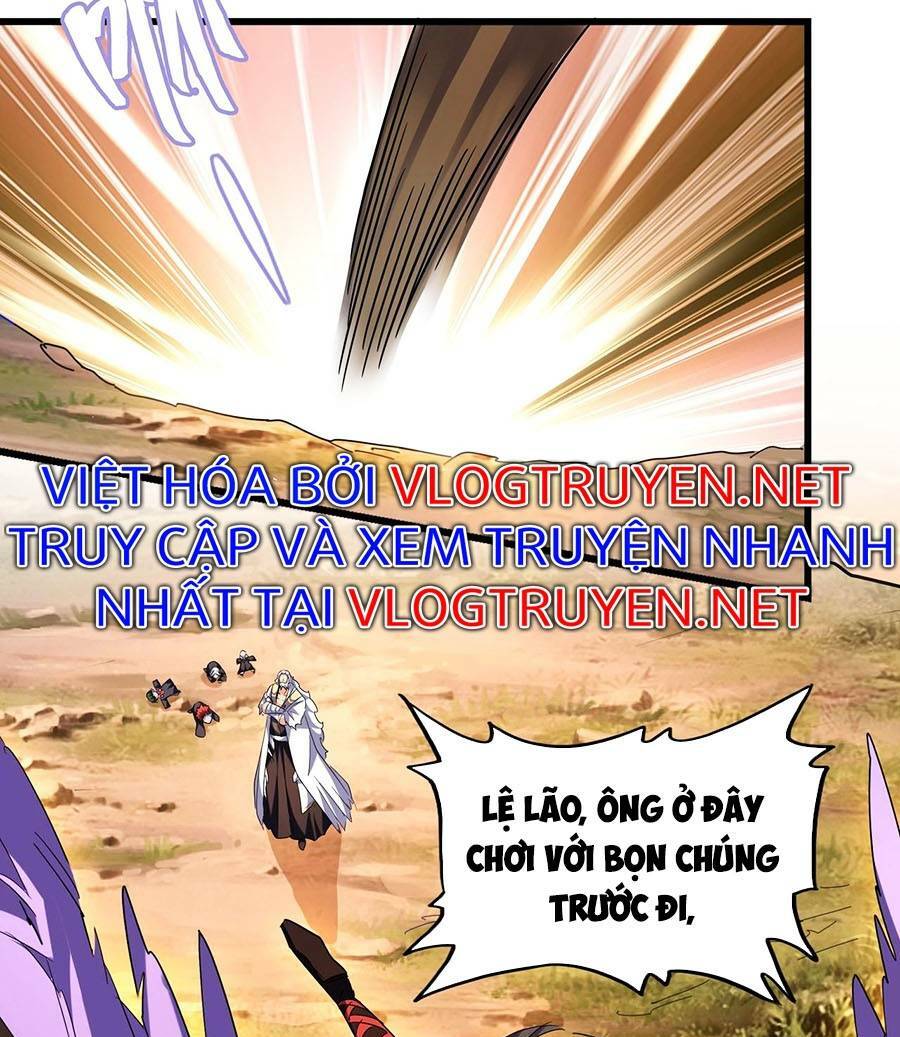 VIỆT HÓA BỞI VLOGTRUYEN.NET
TRUY CẬP VÀ XEM TRUYỆN NHANH
NHẤT TẠI VLOGTRUYEN.NET
LỆ LÃO, ÔNG Ở ĐÂY
CHƠI VỚI BỌN CHÚNG
TRƯỚC ĐI,